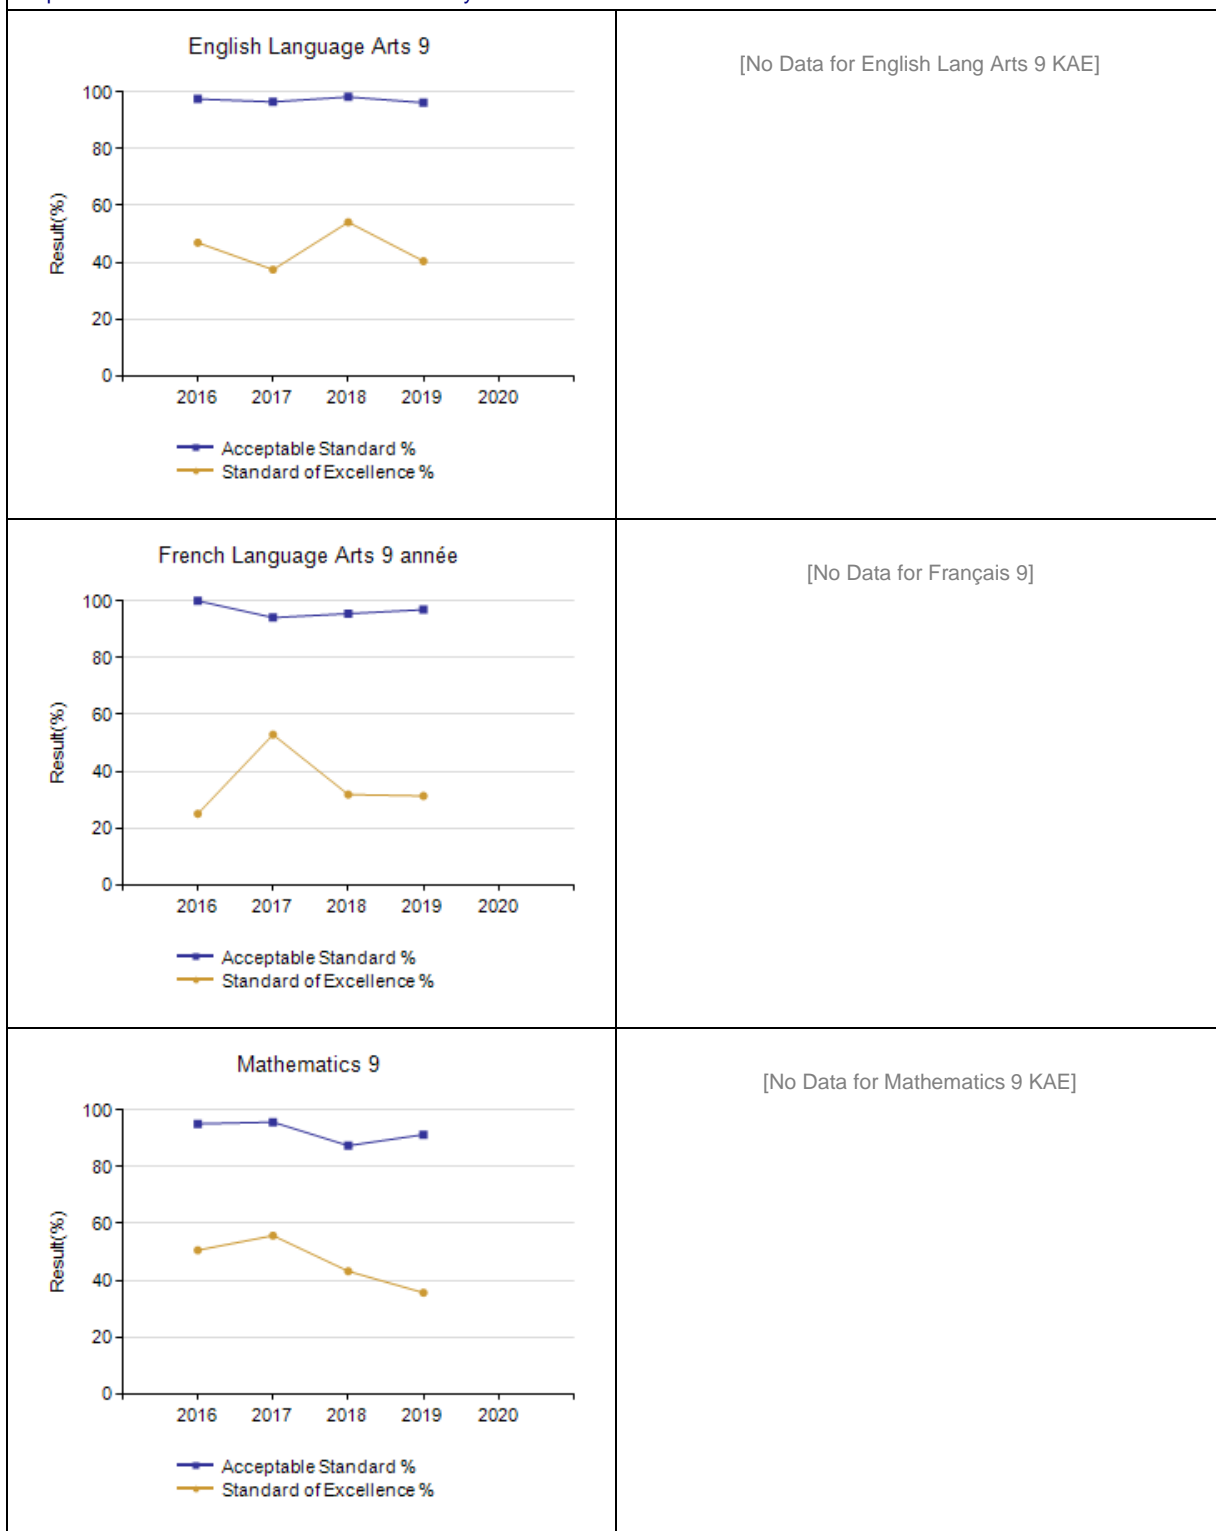 English Language Arts 9
100
80
60
40
20
0
Result(%)
2016 2017 2018 2019 2020
Acceptable Standard %
Standard of Excellence %
[No Data for English Lang Arts 9 KAE]
French Language Arts 9 année
100
80
60
40
20
0
Result(%)
2016 2017 2018 2019 2020
Acceptable Standard %
Standard of Excellence %
[No Data for Français 9]
Mathematics 9
100
80
60
40
20
0
Result(%)
2016 2017 2018 2019 2020
Acceptable Standard %
Standard of Excellence %
[No Data for Mathematics 9 KAE]